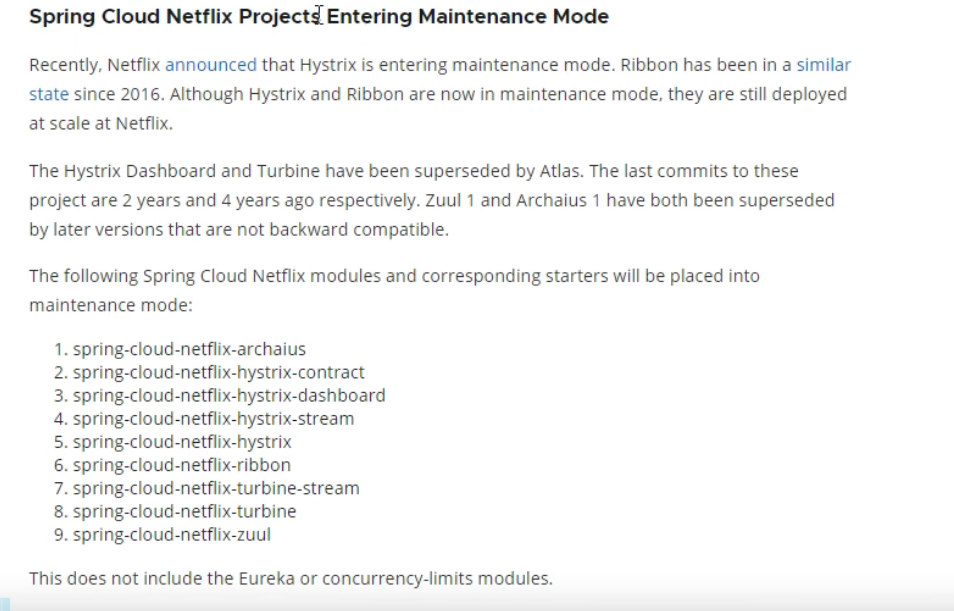 Spring Cloud Netflix Projects Entering Maintenance Mode
Recently, Netflix announced that Hystrix is entering maintenance mode. Ribbon has been in a similar
state since 2016. Although Hystrix and Ribbon are now in maintenance mode, they are still deployed
at scale at Netflix.
The Hystrix Dashboard and Turbine have been superseded by Atlas. The last commits to these
project are 2 years and 4 years ago respectively. Zuul 1 and Archaius 1 have both been superseded
by later versions that are not backward compatible.
The following Spring Cloud Netflix modules and corresponding starters will be placed into
maintenance mode:
1. spring-cloud-netflix-archaius
2. spring-cloud-netflix-hystrix-contract
3. spring-cloud-netflix-hystrix-dashboard
4. spring-cloud-netflix-hystrix-stream
5. spring-cloud-netflix-hystrix
6. spring-cloud-netflix-ribbon
7. spring-cloud-netflix-turbine-stream
8. spring-cloud-netflix-turbine
9. spring-cloud-netflix-zuul
This does not include the Eureka or concurrency-limits modules.